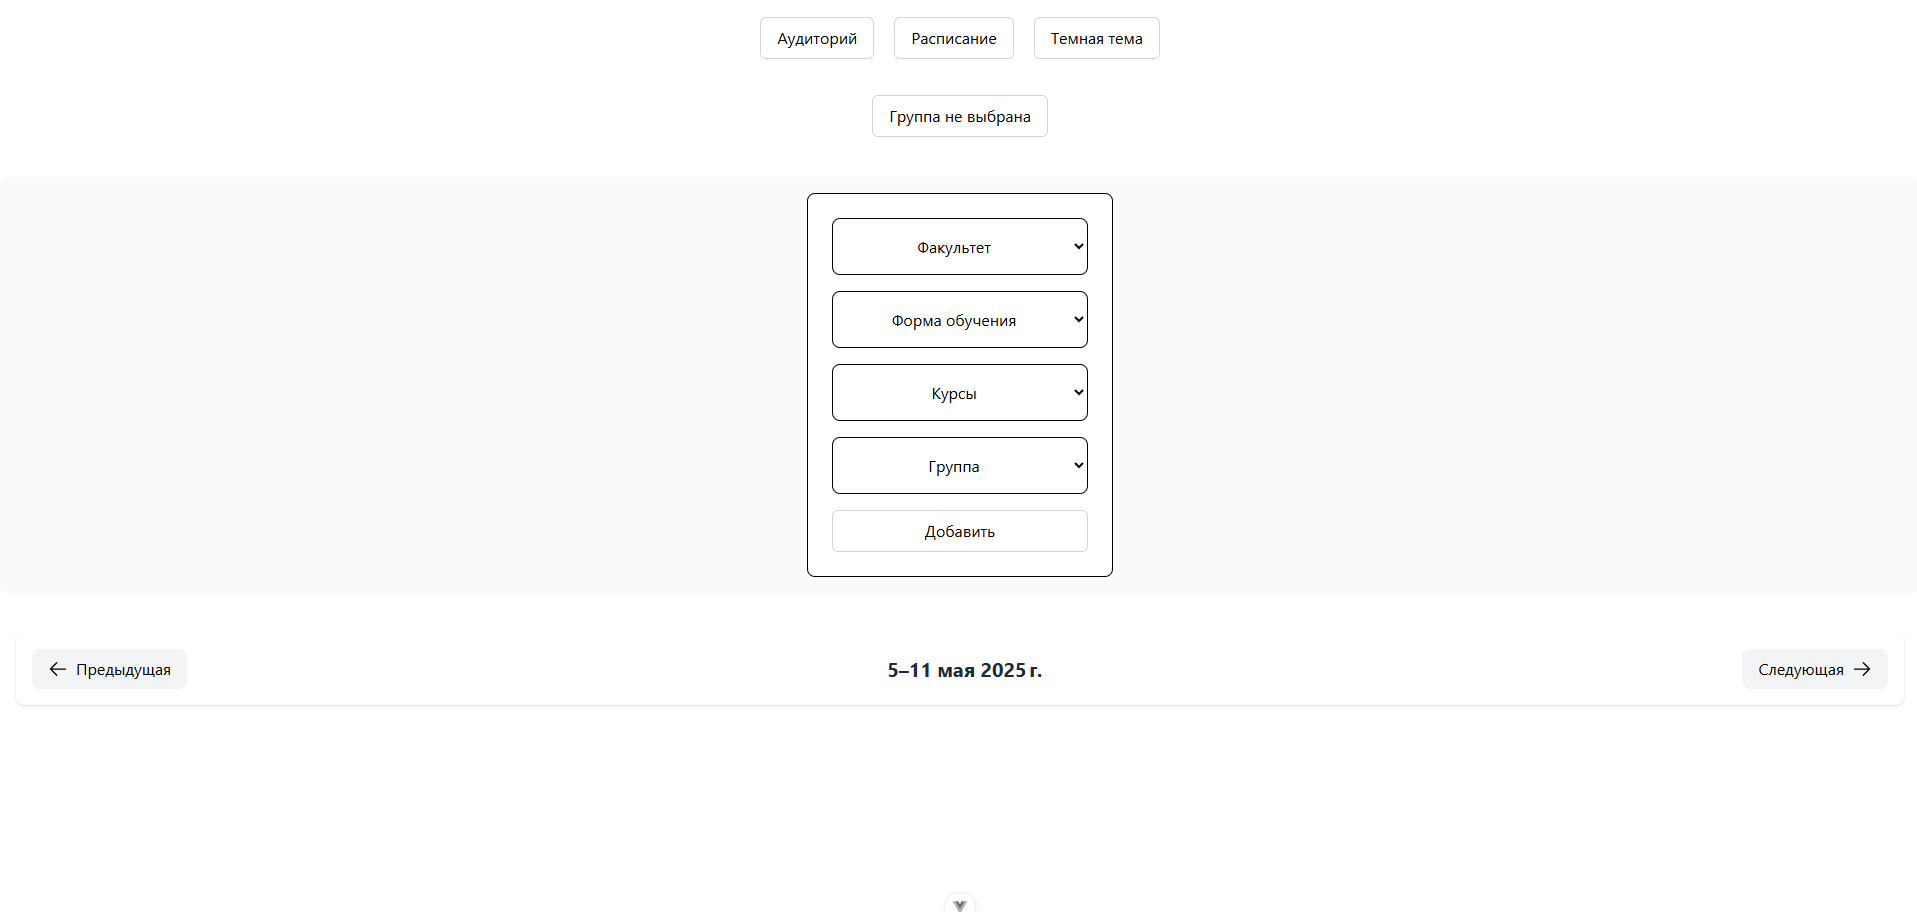 Аудиторий Расписание Темная тема
Группа не выбрана
Факультет
Форма обучения
Курсы
Группа
Добавить
Предыдущая 5–11 мая 2025 г. Следующая